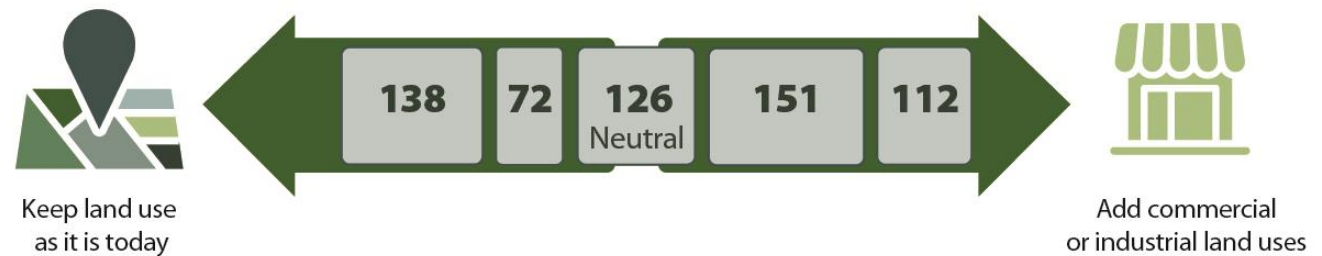 138 72 126 151 112
Neutral
Keep land use
as it is today
Add commercial
or industrial land uses